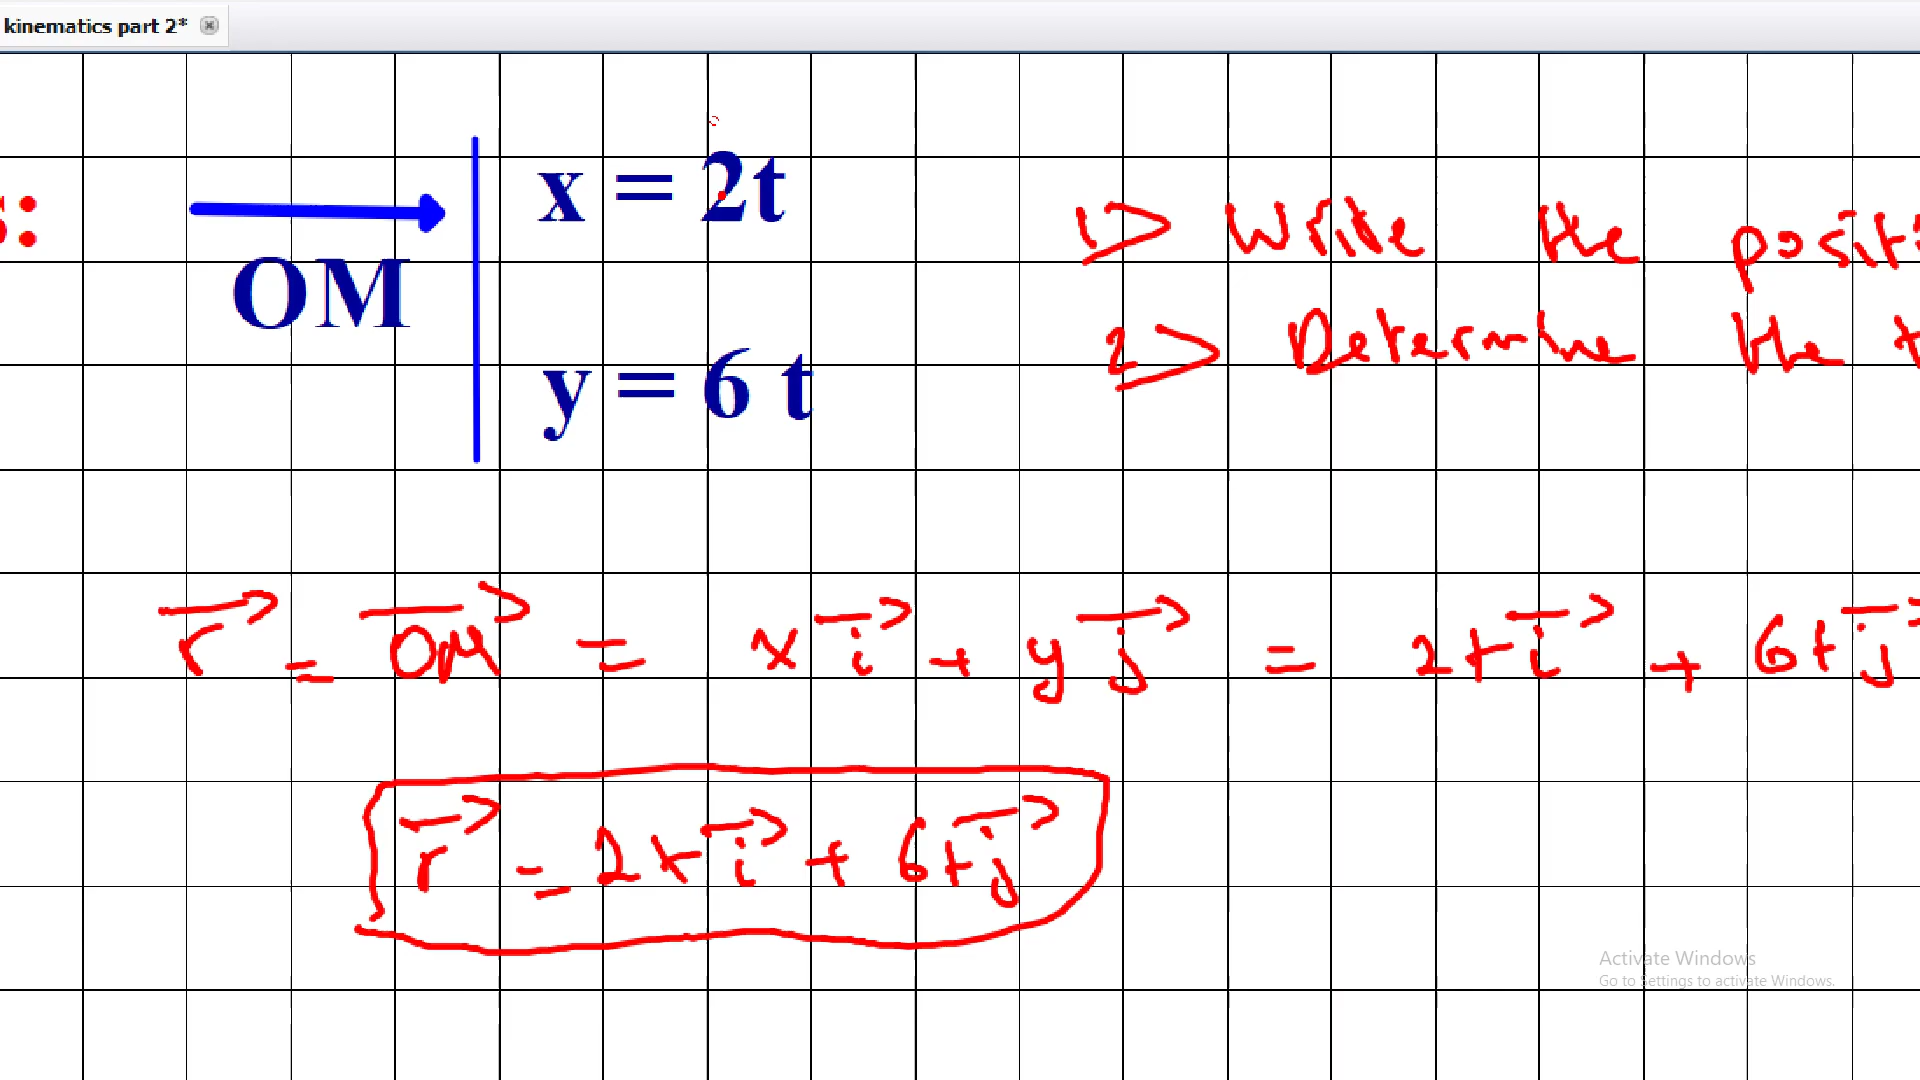 kinematics part 2*
x = 2t
1> Write the
OM
2> Determine the
y = 6 t
r = OM = x i + y j = 2t i + 6t j
r = 2t i + 6t j
Activate Windows
Go to Settings to activate Windows.